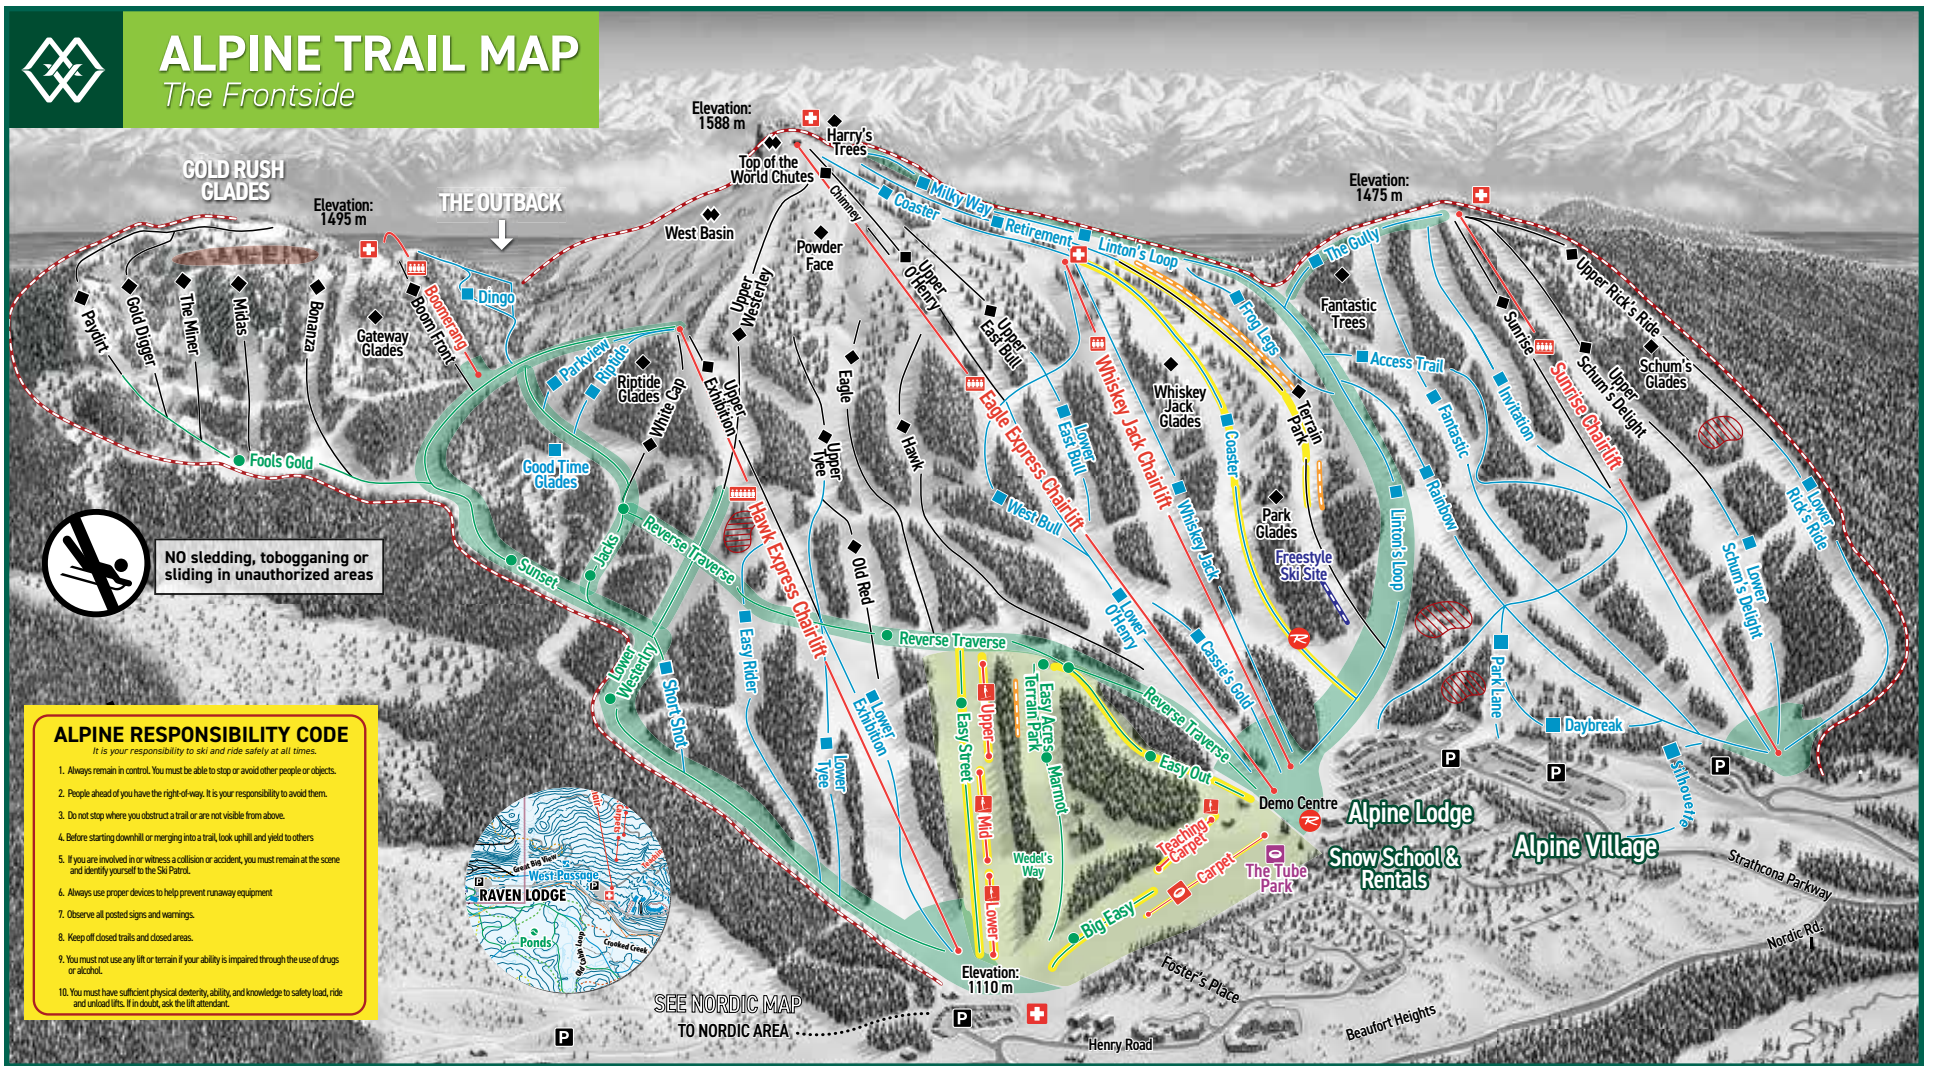 ALPINE TRAIL MAP
The Frontside
Elevation:
1588 m
Harry's
Trees
Top of the
World Chutes
Chimney
GOLD RUSH
GLADES
Elevation:
1495 m
THE OUTBACK
West Basin
Powder
Face
Coaster
Milky Way
Retirement
Linton's Loop
Elevation:
1475 m
The Gully
Fantastic
Trees
Upper Rick's Ride
Paydirt
Gold Digger
The Miner
Midas
Bonanza
Gateway
Glades
Boomerang
Boom Front
Dingo
Parkview
Riptide
Riptide
Glades
White Cap
Upper
Exhibition
Upper
Westerley
Eagle
Upper
O'Henry
Upper
East Bull
Hawk
Upper
Tyee
Frog Legs
Whiskey
Jack
Glades
Whiskey Jack Chairlift
Eagle Express Chairlift
Lower
East Bull
West Bull
Coaster
Terrain
Park
Access Trail
Fantastic
Invitation
Sunrise
Sunrise Chairlift
Upper
Schum's Delight
Schum's
Glades
Good Time
Glades
Fools Gold
Jacks
Sunset
Reverse Traverse
Hawk Express Chairlift
Old Red
Whiskey Jack
Park
Glades
Freestyle
Ski Site
Linton's Loop
Rainbow
Lower
Rick's Ride
Lower
Schum's Delight
NO sledding, tobogganing or
sliding in unauthorized areas
Lower
Westerlry
Short Shot
Easy Rider
Reverse Traverse
Lower
O'Henry
Cassie's Gold
Park Lane
Daybreak
Silhouette
Lower
Exhibition
Lower
Tyee
Easy Street
Upper
Mid
Lower
Easy Acres
Terrain Park
Marmot
Reverse Traverse
Easy Out
Wedel's
Way
Big Easy
Teaching
Carpet
Carpet
The Tube
Park
Demo Centre
R
R
Alpine Lodge
Snow School &
Rentals
Alpine Village
P
P
P
Strathcona Parkway
Nordic Rd.
Foster's Place
Beaufort Heights
Henry Road
Elevation:
1110 m
P
P
SEE NORDIC MAP
TO NORDIC AREA
Great Big View
West Passage
P
P
RAVEN LODGE
Ponds
Old Cabin Loop
Crooked Creek
Carpets
ALPINE RESPONSIBILITY CODE
It is your responsibility to ski and ride safely at all times.
1. Always remain in control. You must be able to stop or avoid other people or objects.
2. People ahead of you have the right-of-way. It is your responsibility to avoid them.
3. Do not stop where you obstruct a trail or are not visible from above.
4. Before starting downhill or merging into a trail, look uphill and yield to others
5. If you are involved in or witness a collision or accident, you must remain at the scene
and identify yourself to the Ski Patrol.
6. Always use proper devices to help prevent runaway equipment
7. Observe all posted signs and warnings.
8. Keep off closed trails and closed areas.
9. You must not use any lift or terrain if your ability is impaired through the use of drugs
or alcohol.
10. You must have sufficient physical dexterity, ability, and knowledge to safety load, ride
and unload lifts. If in doubt, ask the lift attendant.